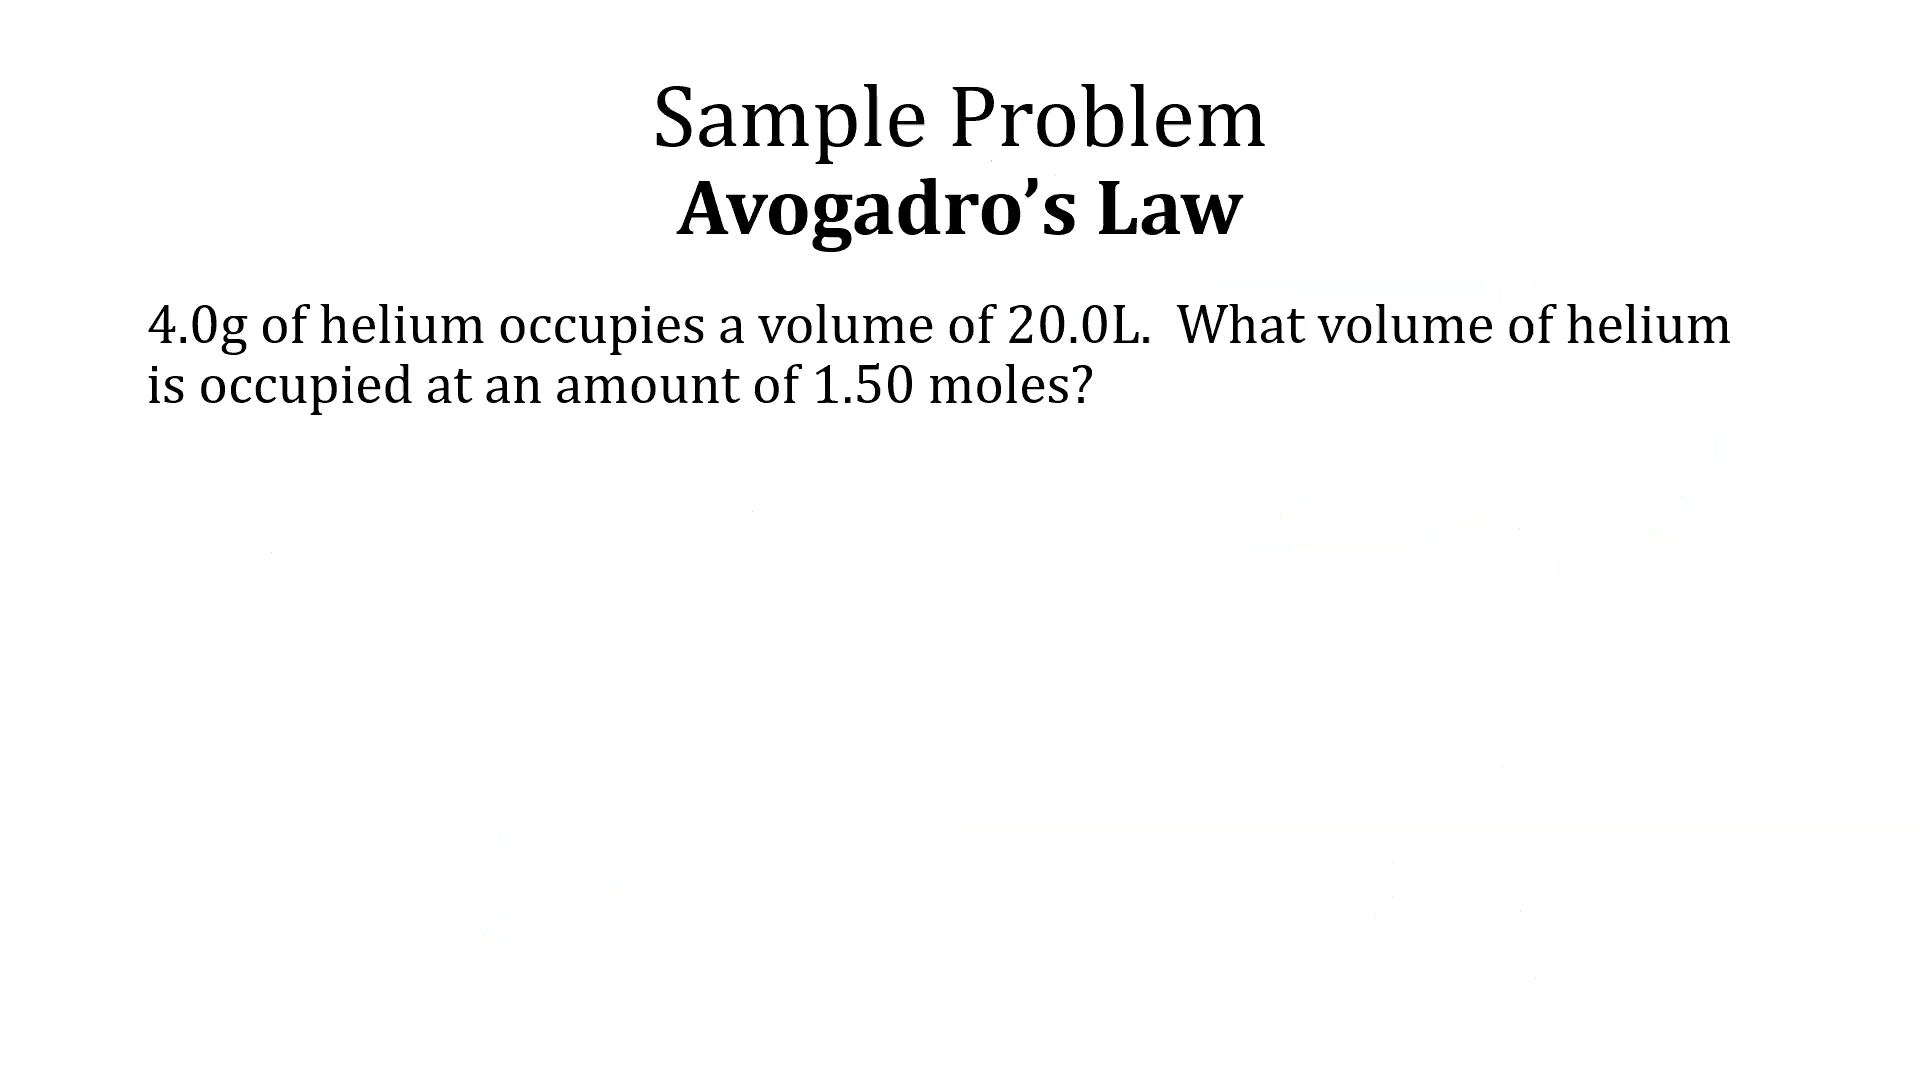 Sample Problem
Avogadro’s Law
4.0g of helium occupies a volume of 20.0L.  What volume of helium
is occupied at an amount of 1.50 moles?